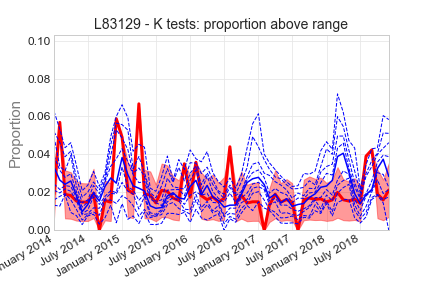 L83129 - K tests: proportion above range
Proportion
0.10
0.08
0.06
0.04
0.02
0.00
July 2014
January 2015
July 2015
January 2016
July 2016
January 2017
July 2017
January 2018
July 2018